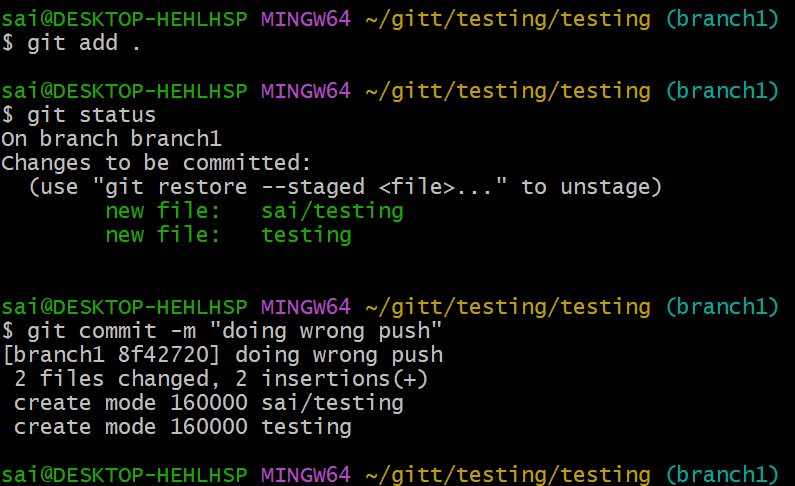 sai@DESKTOP-HEHLHSP MINGW64 ~/gitt/testing/testing (branch1)
$ git add .
sai@DESKTOP-HEHLHSP MINGW64 ~/gitt/testing/testing (branch1)
$ git status
On branch branch1
Changes to be committed:
  (use "git restore --staged <file>..." to unstage)
        new file:   sai/testing
        new file:   testing
sai@DESKTOP-HEHLHSP MINGW64 ~/gitt/testing/testing (branch1)
$ git commit -m "doing wrong push"
[branch1 8f42720] doing wrong push
 2 files changed, 2 insertions(+)
 create mode 160000 sai/testing
 create mode 160000 testing
sai@DESKTOP-HEHLHSP MINGW64 ~/gitt/testing/testing (branch1)